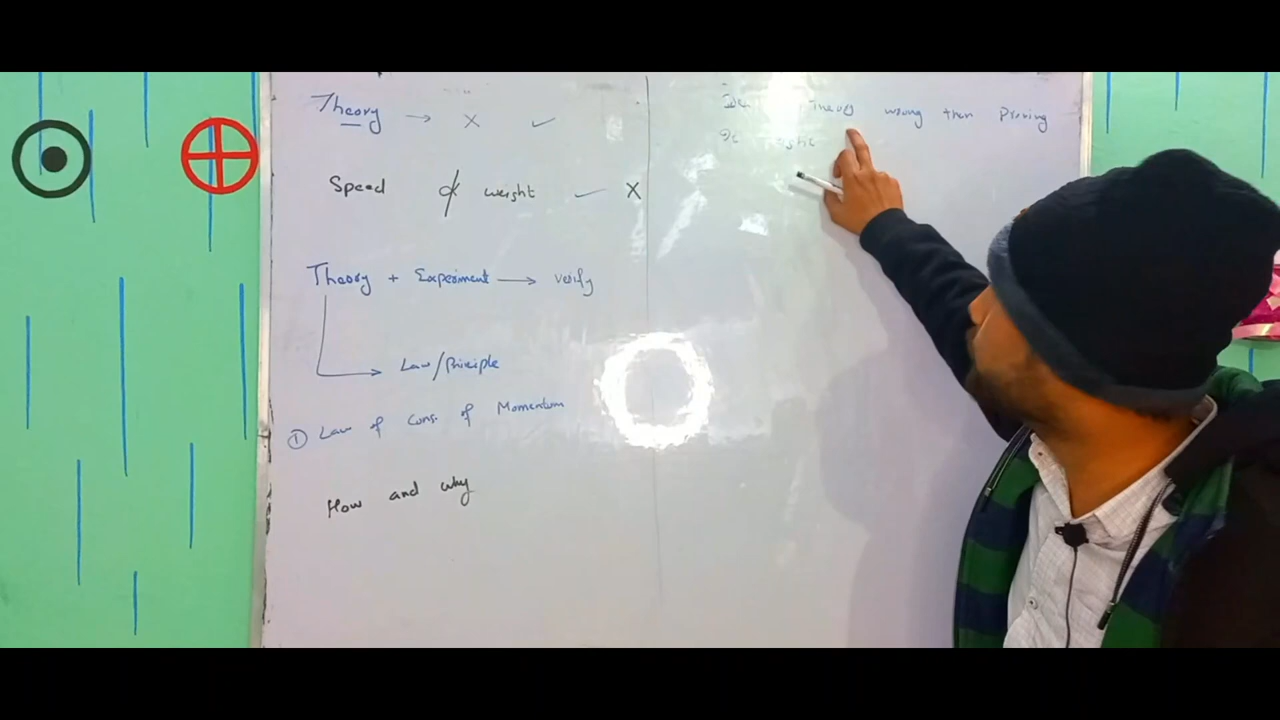 Theory → X ✓
Speed ∝̸ weight ✓ X
Theory + Experiment → verify
Law/Principle
① Law of Cons. of Momentum
How and why
Theory wrong then Proving